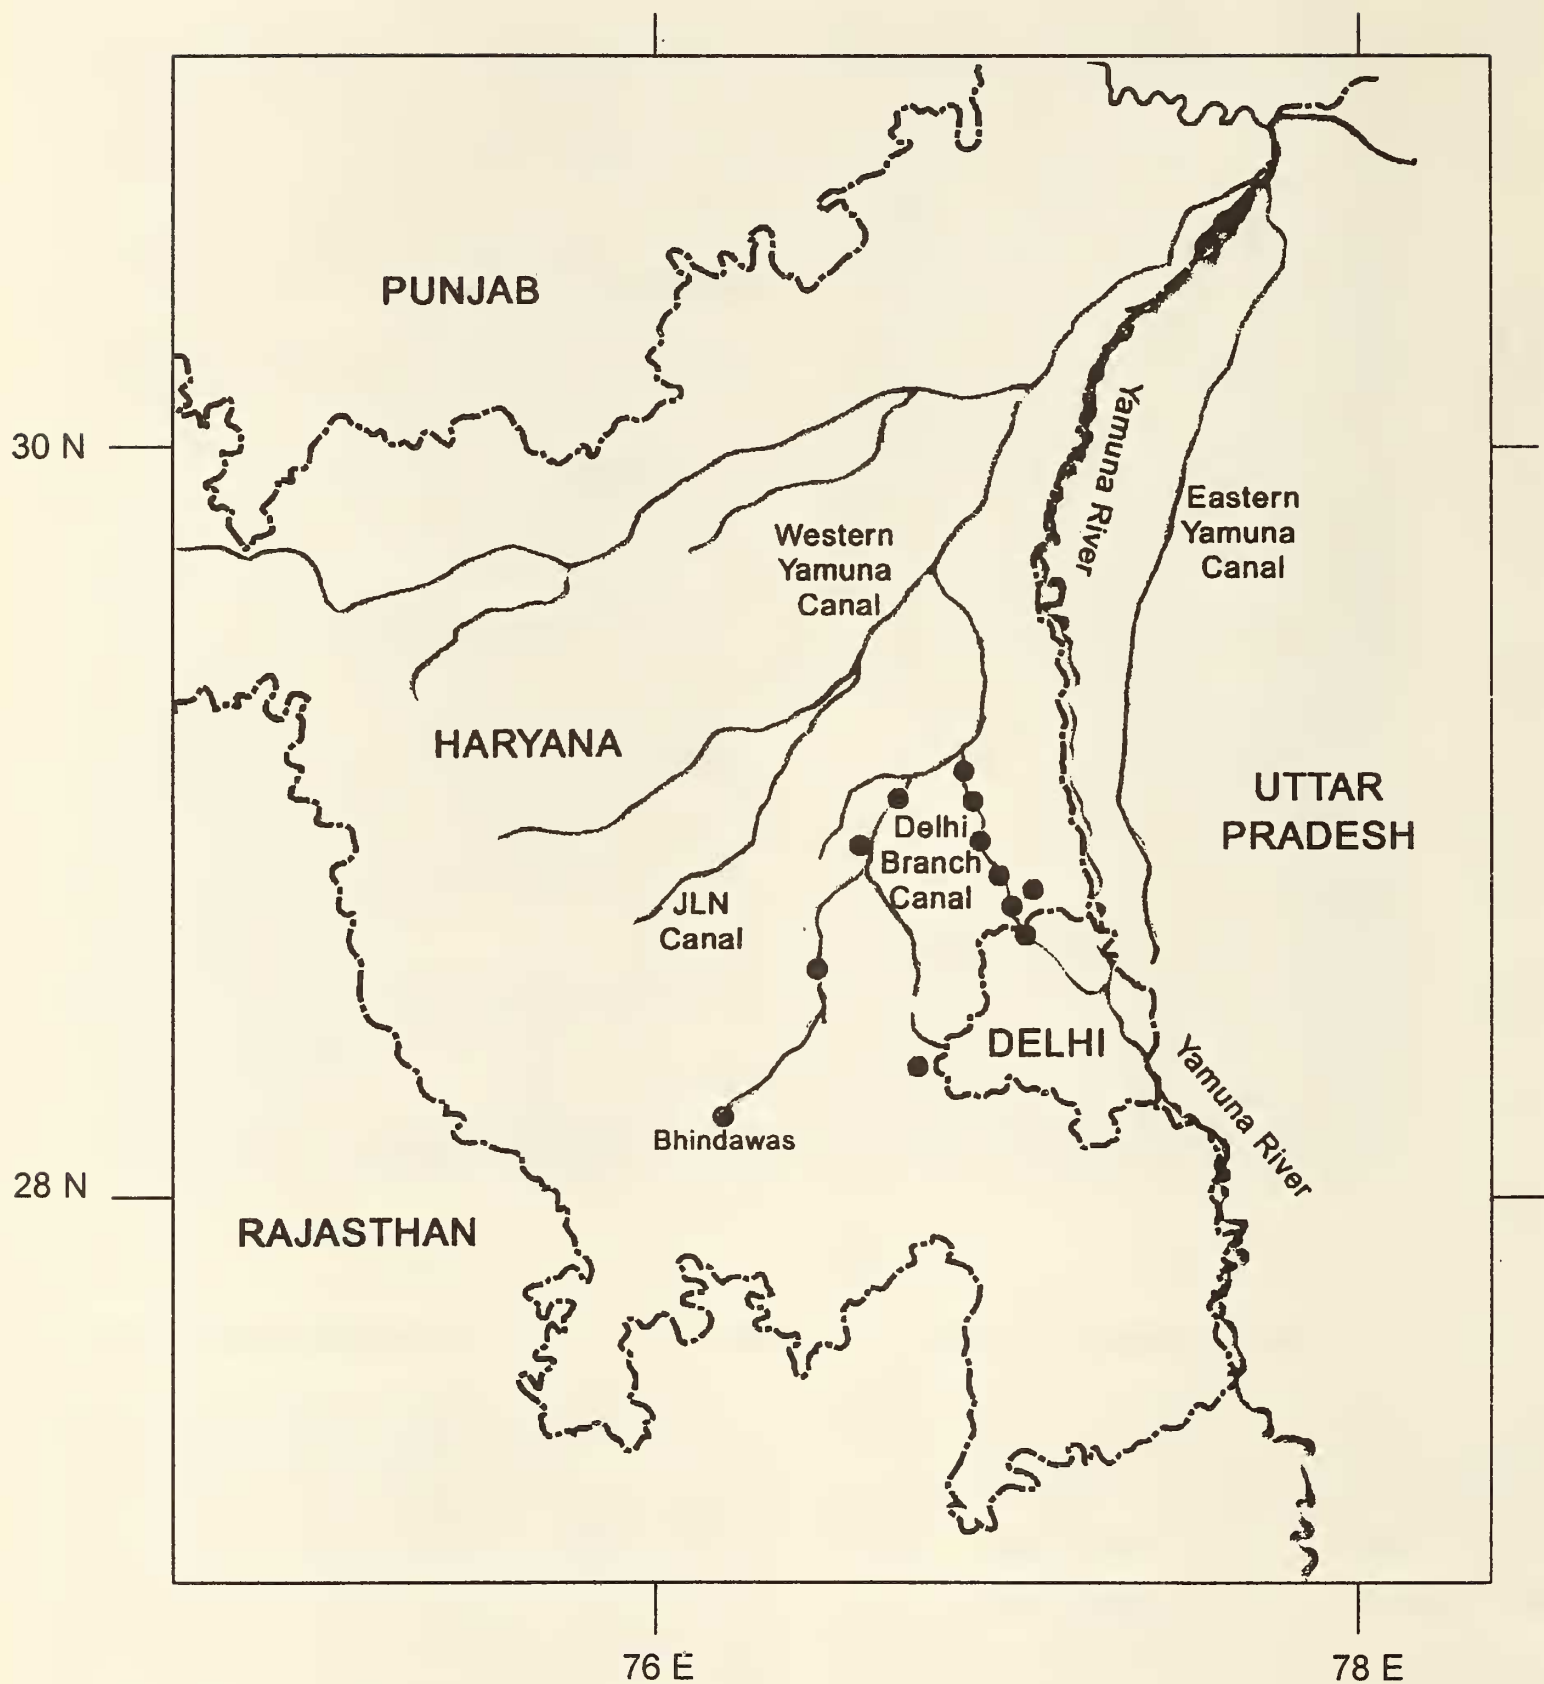 PUNJAB
30 N
Yamuna River
Eastern
Yamuna
Canal
Western
Yamuna
Canal
HARYANA
UTTAR
PRADESH
Delhi
Branch
Canal
JLN
Canal
DELHI
Yamuna River
Bhindawas
28 N
RAJASTHAN
76 E
78 E